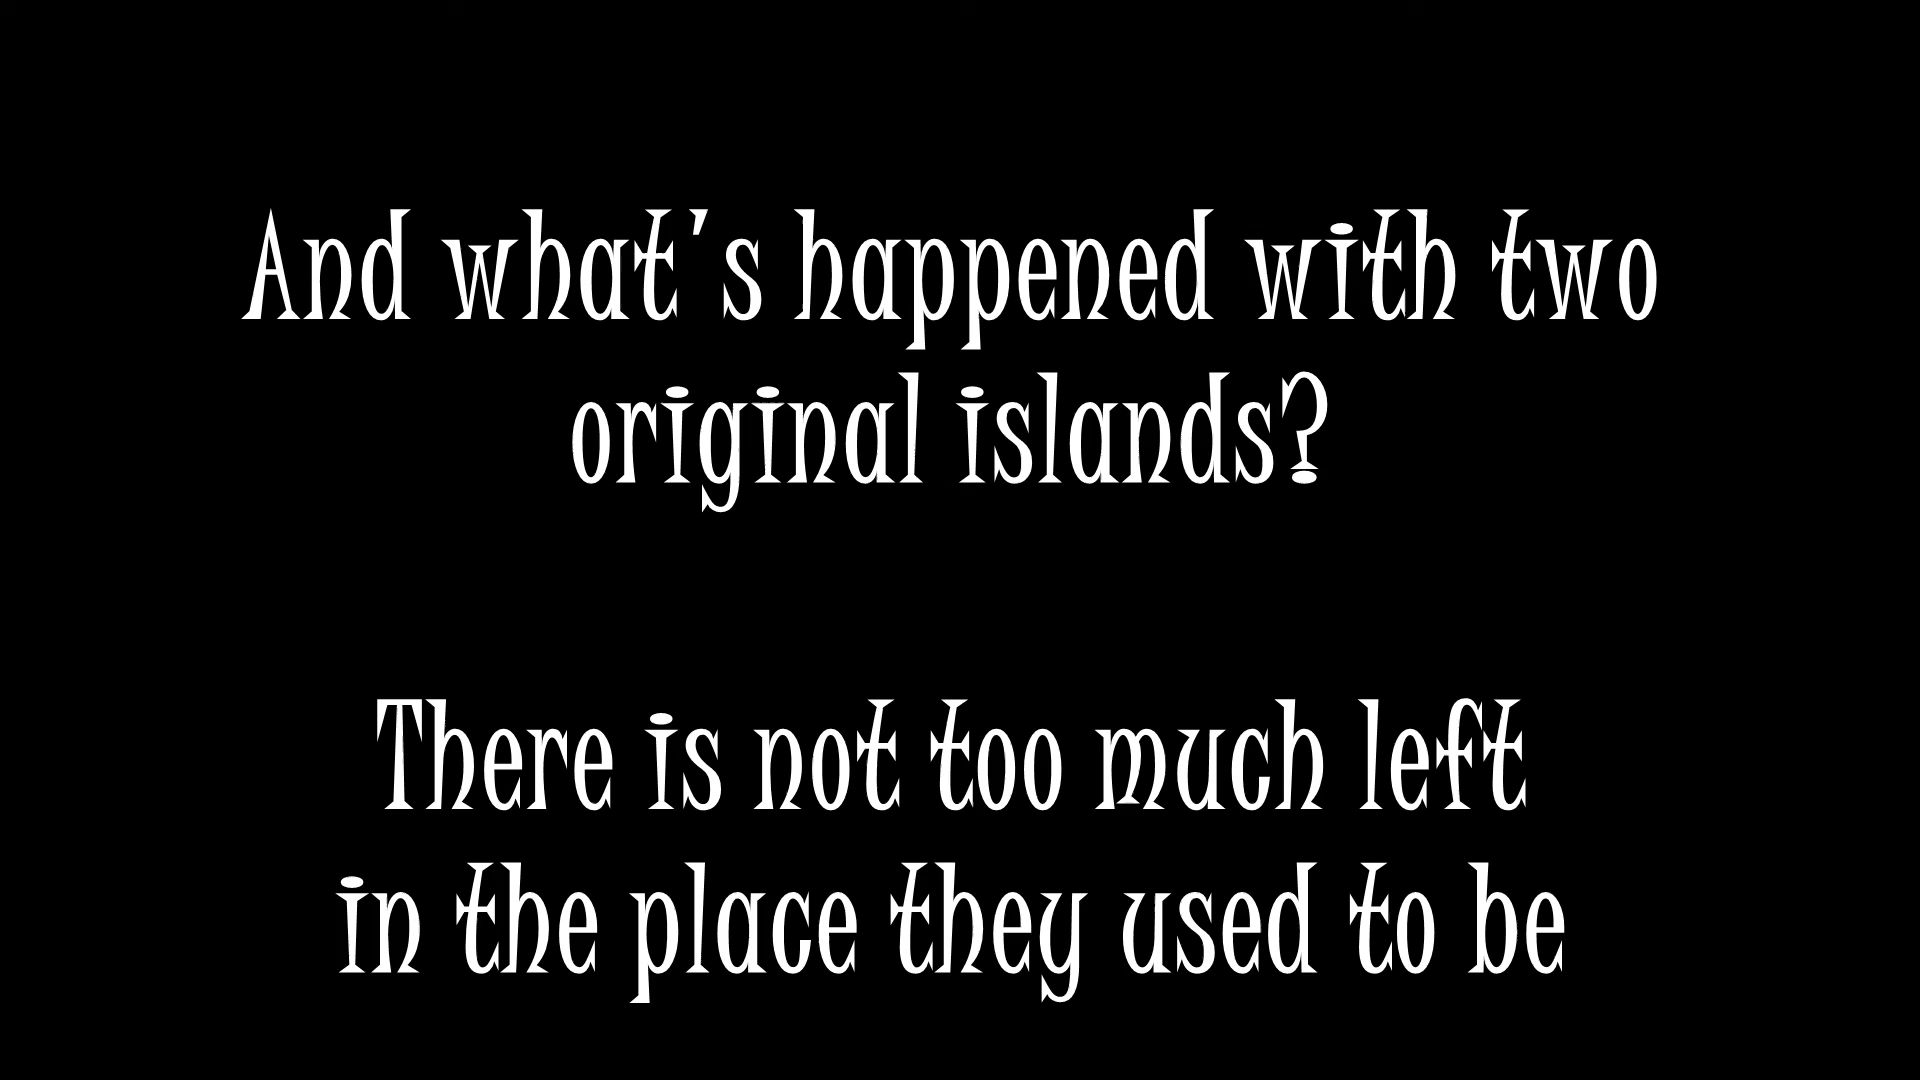 And what's happened with two
original islands?
There is not too much left
in the place they used to be